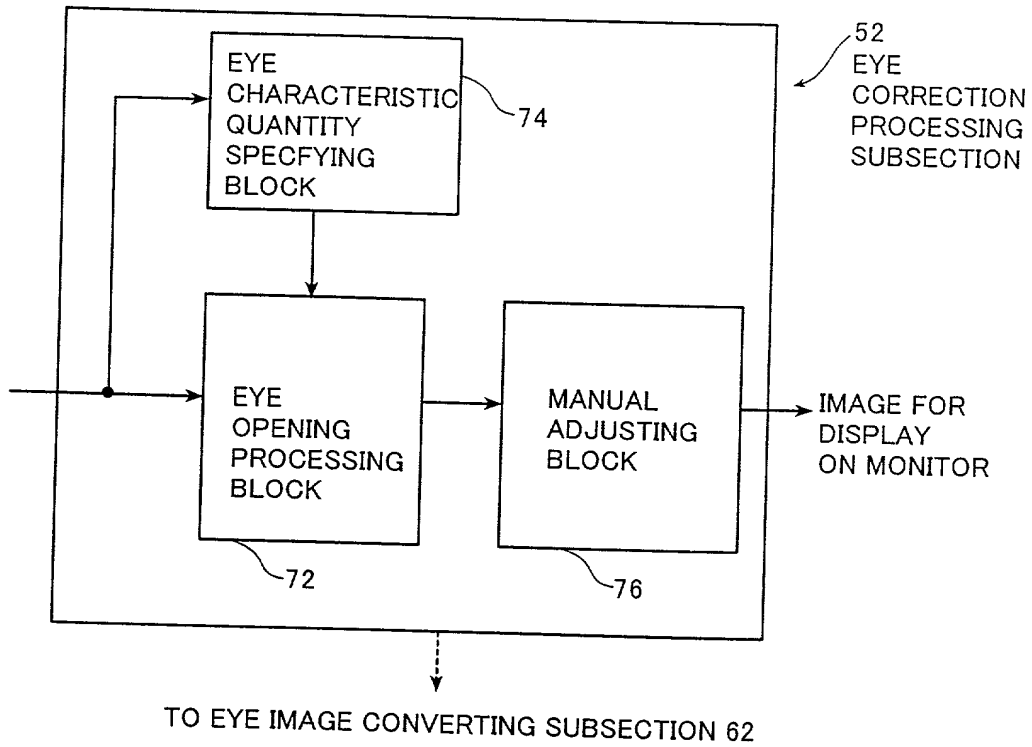 EYE
CHARACTERISTIC
QUANTITY
SPECFYING
BLOCK
74
52
EYE
CORRECTION
PROCESSING
SUBSECTION
EYE
OPENING
PROCESSING
BLOCK
72
MANUAL
ADJUSTING
BLOCK
76
IMAGE FOR
DISPLAY
ON MONITOR
TO EYE IMAGE CONVERTING SUBSECTION 62